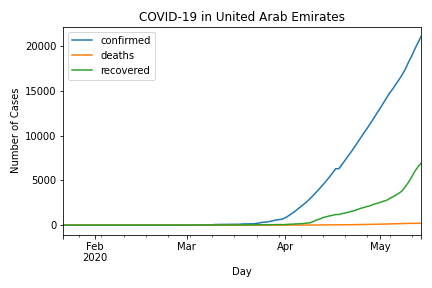 COVID-19 in United Arab Emirates
confirmed
deaths
recovered
Number of Cases
20000
15000
10000
5000
0
Feb
2020
Mar
Apr
May
Day